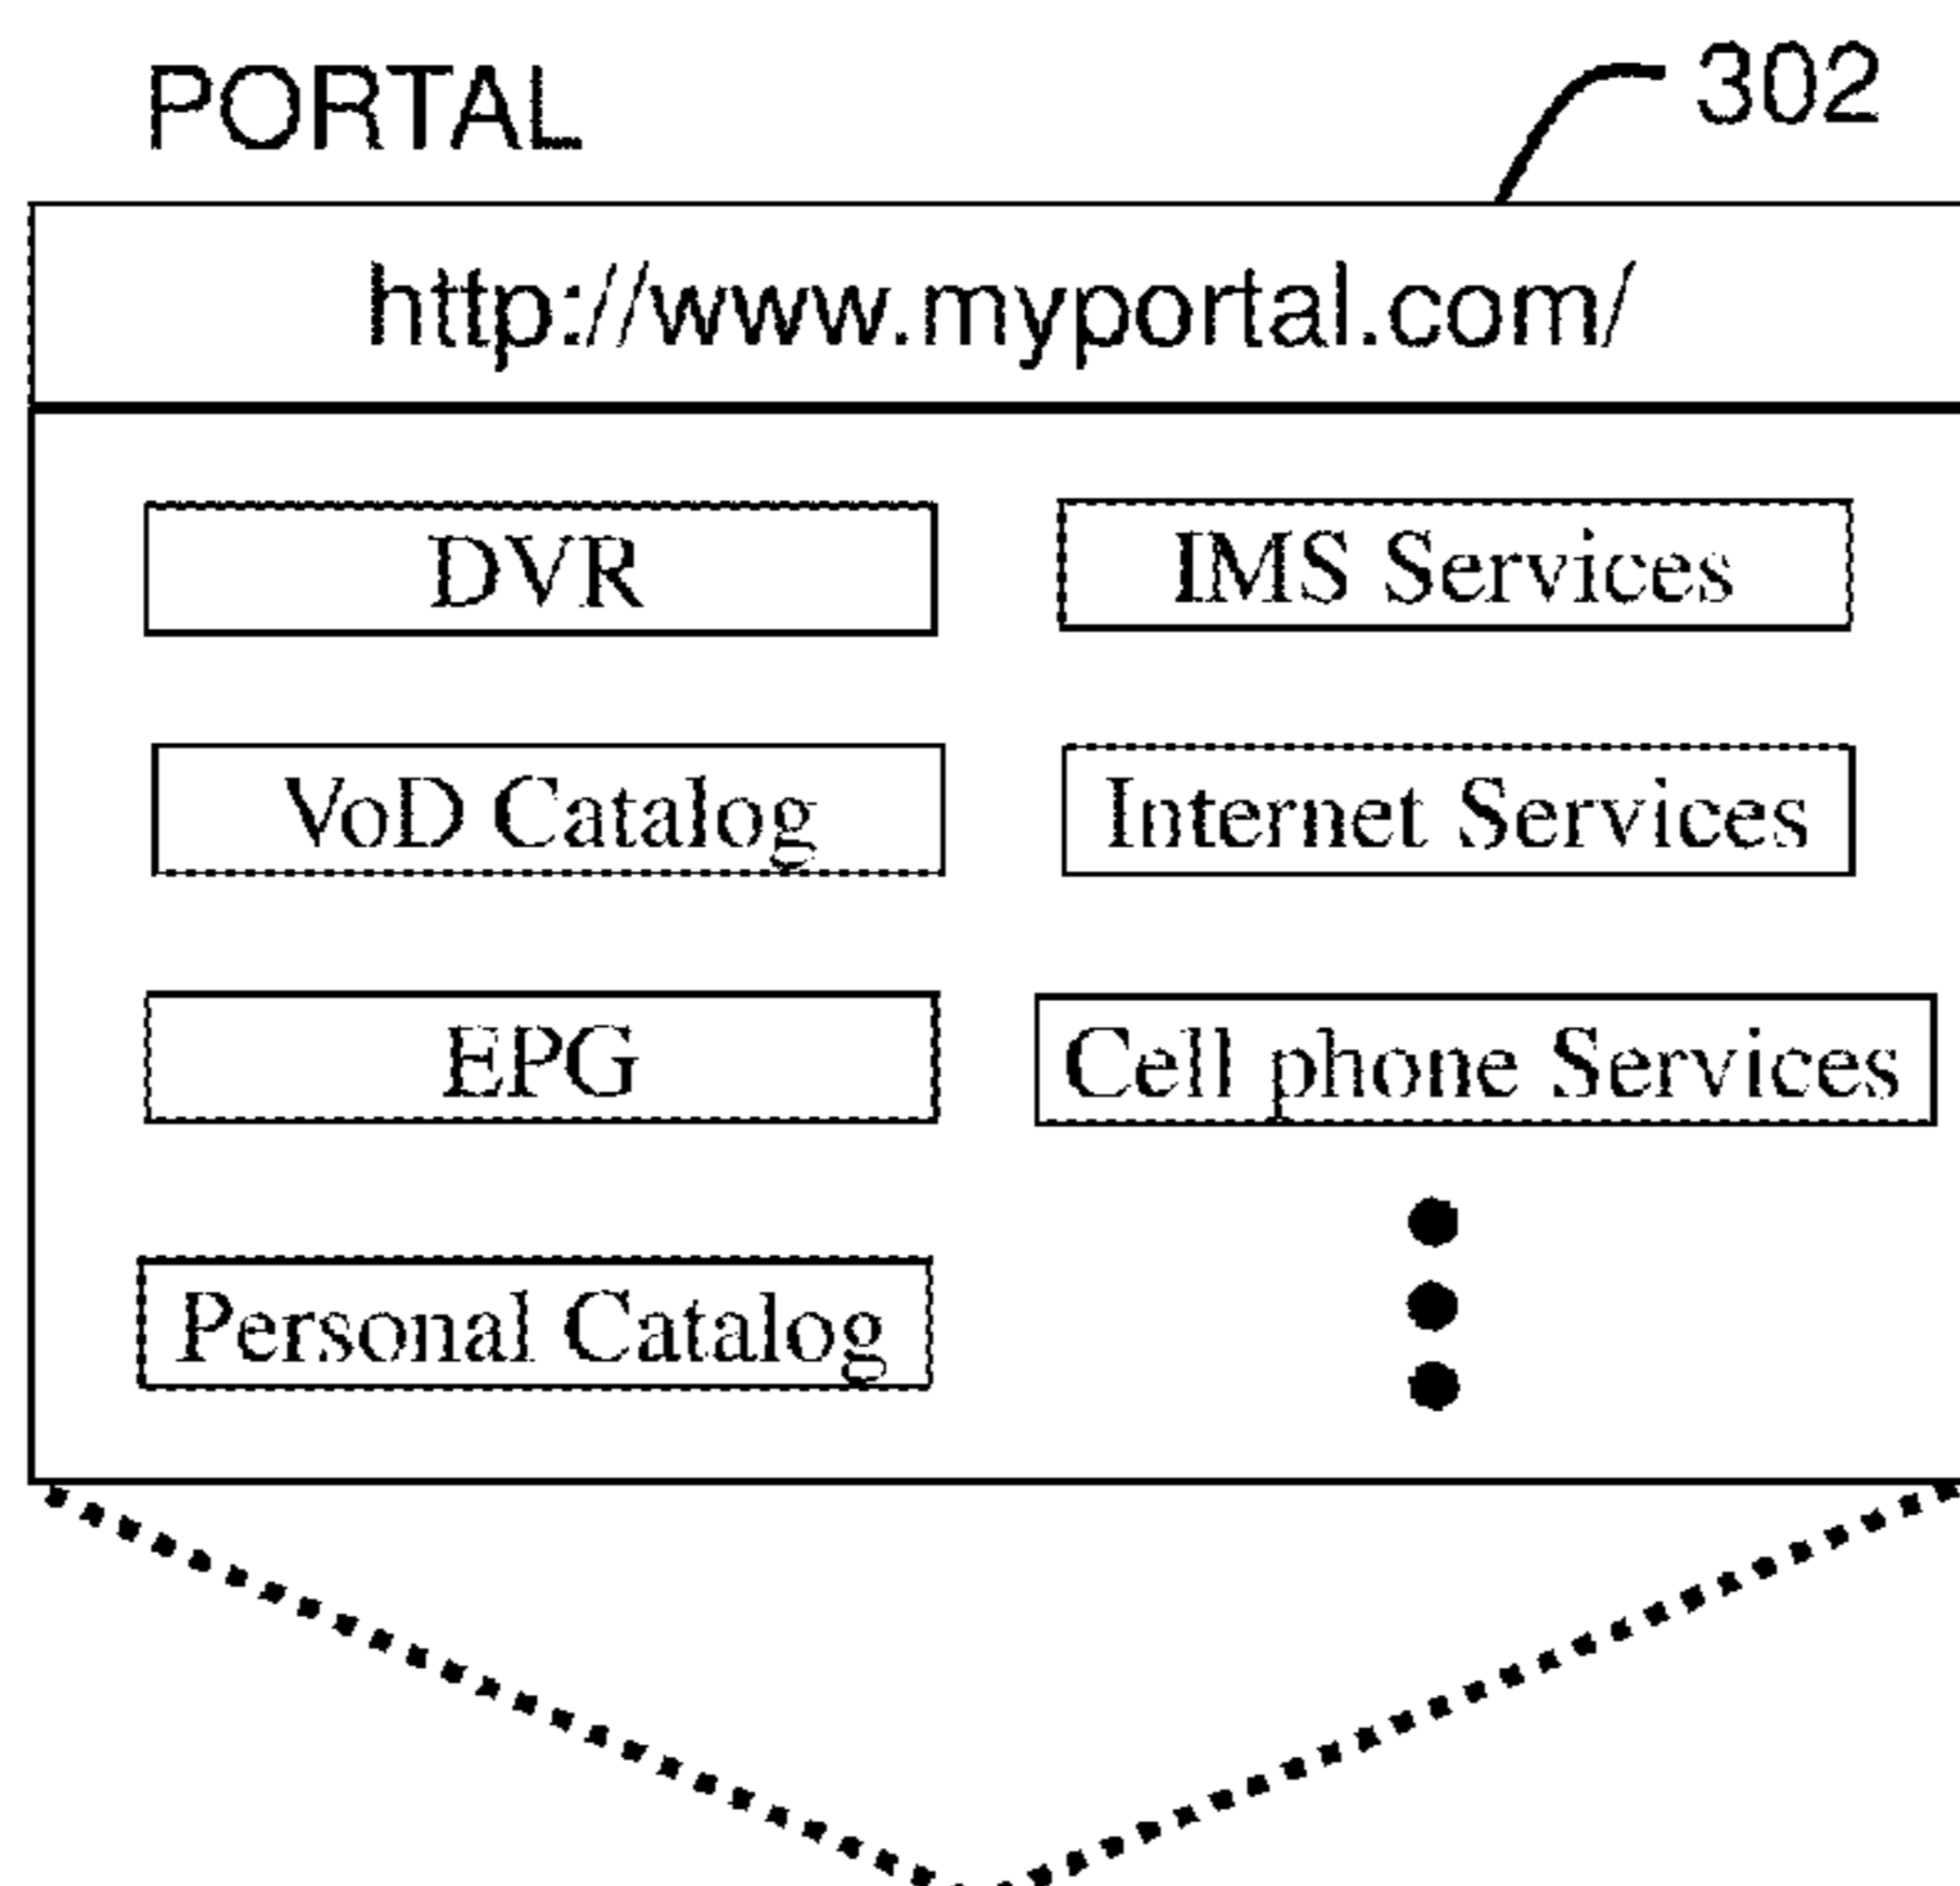 PORTAL
302
http://www.myportal.com/
DVR
IMS Services
VoD Catalog
Internet Services
EPG
Cell phone Services
Personal Catalog